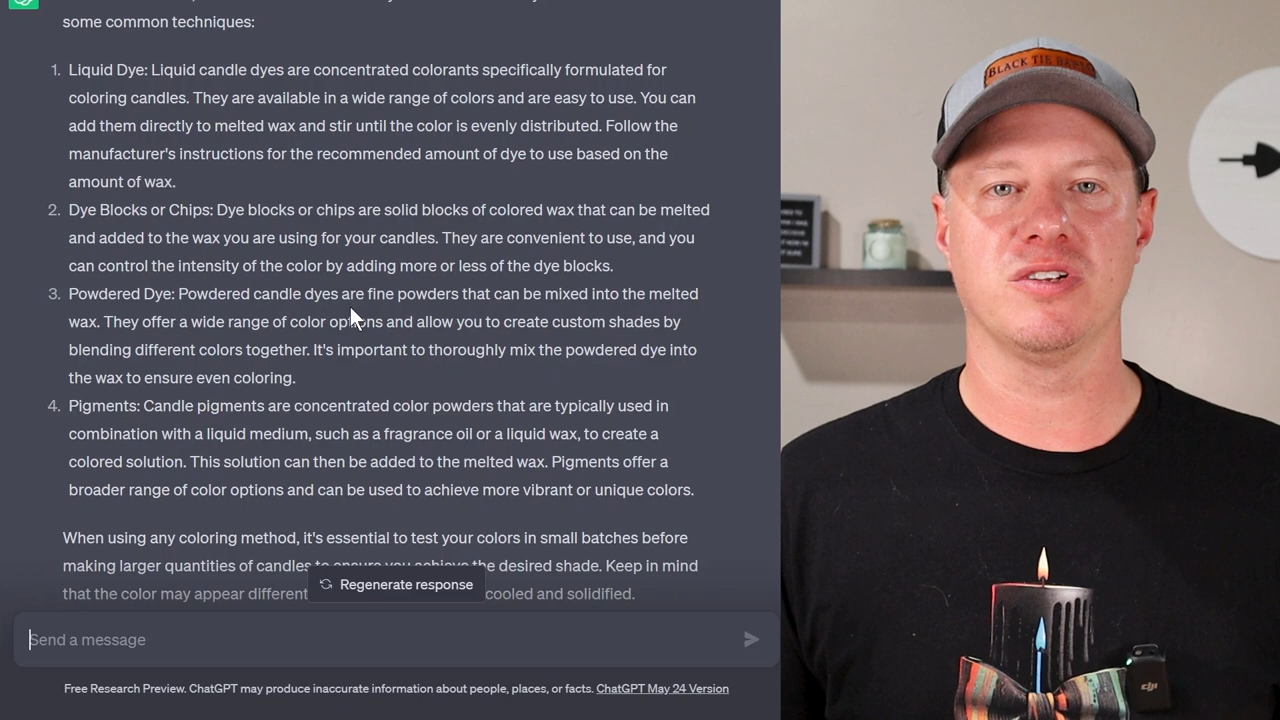 some common techniques:
1. Liquid Dye: Liquid candle dyes are concentrated colorants specifically formulated for
coloring candles. They are available in a wide range of colors and are easy to use. You can
add them directly to melted wax and stir until the color is evenly distributed. Follow the
manufacturer's instructions for the recommended amount of dye to use based on the
amount of wax.
2. Dye Blocks or Chips: Dye blocks or chips are solid blocks of colored wax that can be melted
and added to the wax you are using for your candles. They are convenient to use, and you
can control the intensity of the color by adding more or less of the dye blocks.
3. Powdered Dye: Powdered candle dyes are fine powders that can be mixed into the melted
wax. They offer a wide range of color options and allow you to create custom shades by
blending different colors together. It's important to thoroughly mix the powdered dye into
the wax to ensure even coloring.
4. Pigments: Candle pigments are concentrated color powders that are typically used in
combination with a liquid medium, such as a fragrance oil or a liquid wax, to create a
colored solution. This solution can then be added to the melted wax. Pigments offer a
broader range of color options and can be used to achieve more vibrant or unique colors.
When using any coloring method, it's essential to test your colors in small batches before
making larger quantities of candles to ensure you achieve the desired shade. Keep in mind
that the color may appear different cooled and solidified.
Regenerate response
Send a message
Free Research Preview. ChatGPT may produce inaccurate information about people, places, or facts. ChatGPT May 24 Version
BLACK TIE
dji